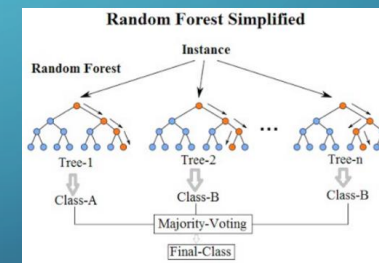 Random Forest Simplified
Instance
Random Forest
...
Tree-1 Tree-2 Tree-n
Class-A Class-B Class-B
Majority-Voting
Final-Class